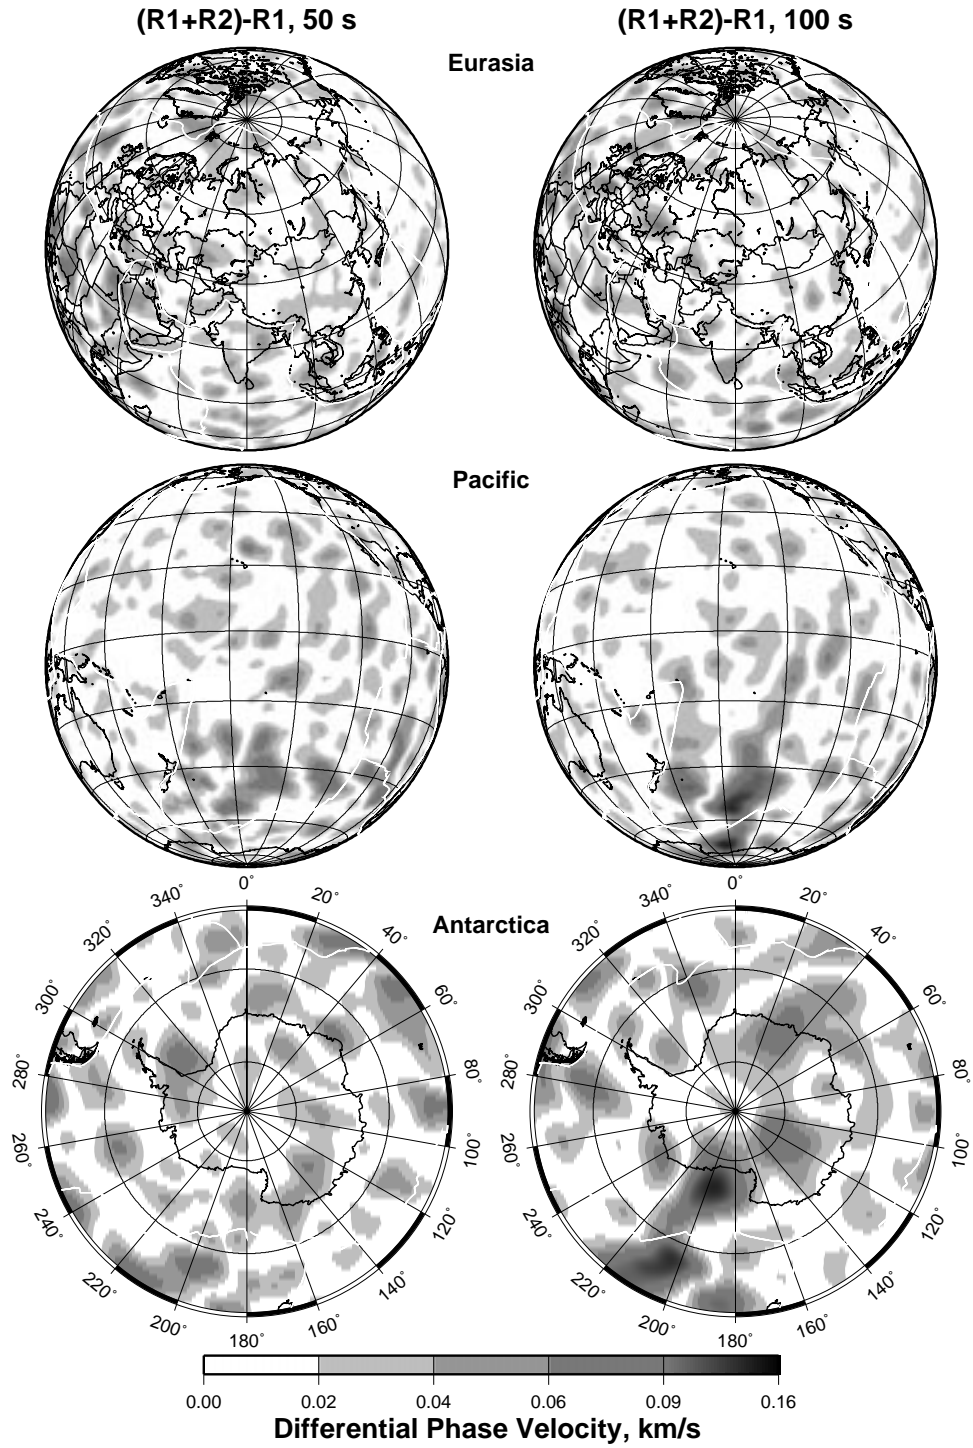 (R1+R2)-R1, 50 s (R1+R2)-R1, 100 s
Eurasia
Pacific
Antarctica
0° 20° 40° 60° 80° 100° 120° 140° 160° 180° 200° 220° 240° 260° 280° 300° 320° 340°
0° 20° 40° 60° 80° 100° 120° 140° 160° 180° 200° 220° 240° 260° 280° 300° 320° 340°
0.00 0.02 0.04 0.06 0.09 0.16
Differential Phase Velocity, km/s